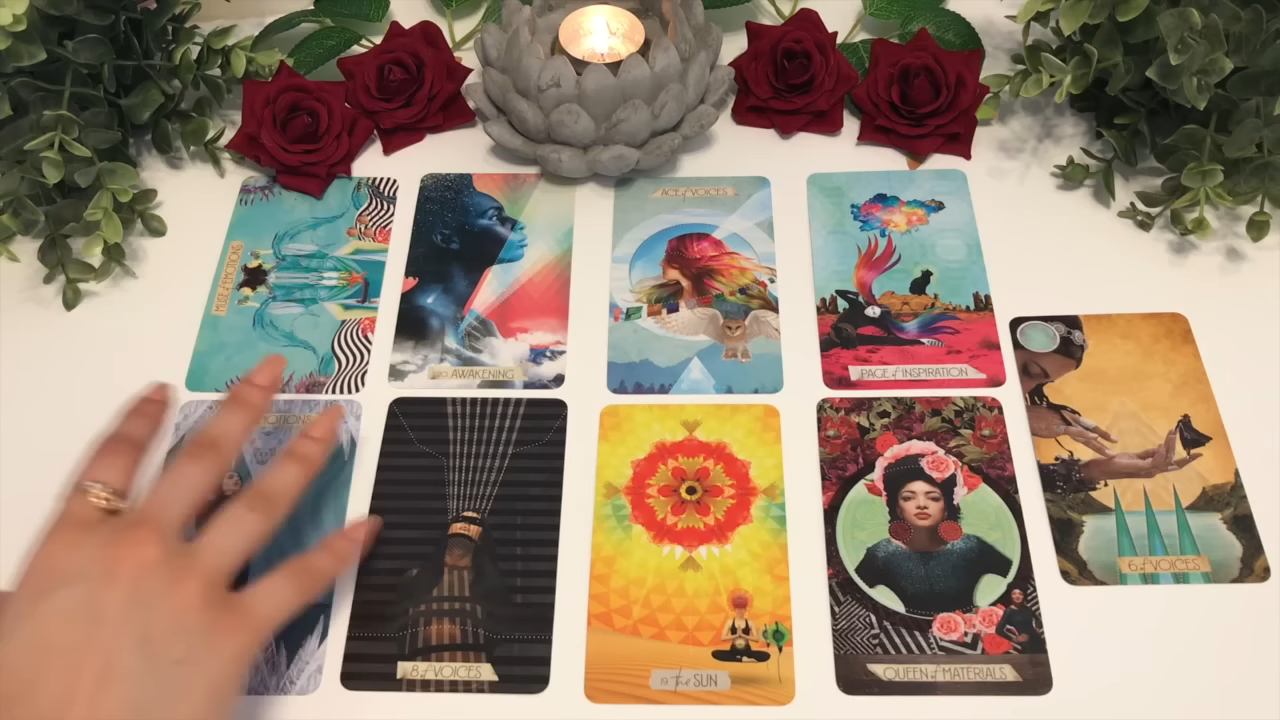 MUSE of EMOTIONS
AWAKENING
ACE of VOICES
PAGE of INSPIRATION
8 of VOICES
19 the SUN
QUEEN of MATERIALS
6 of VOICES